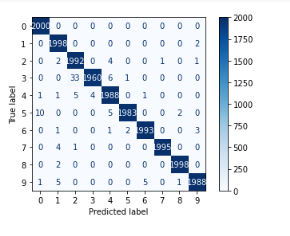 0 2000 0 0 0 0 0 0 0 0 0
1 0 1998 0 0 0 0 0 0 0 2
2 0 2 1992 0 4 0 0 1 0 1
3 0 0 33 1960 6 1 0 0 0 0
4 1 1 5 4 1988 0 1 0 0 0
5 10 0 0 0 5 1983 0 0 2 0
6 0 1 0 0 1 2 1993 0 0 3
7 0 4 1 0 0 0 0 1995 0 0
8 0 2 0 0 0 0 0 0 1998 0
9 1 5 0 0 0 0 5 0 1 1988
0 1 2 3 4 5 6 7 8 9
Predicted label
True label
2000
1750
1500
1250
1000
750
500
250
0